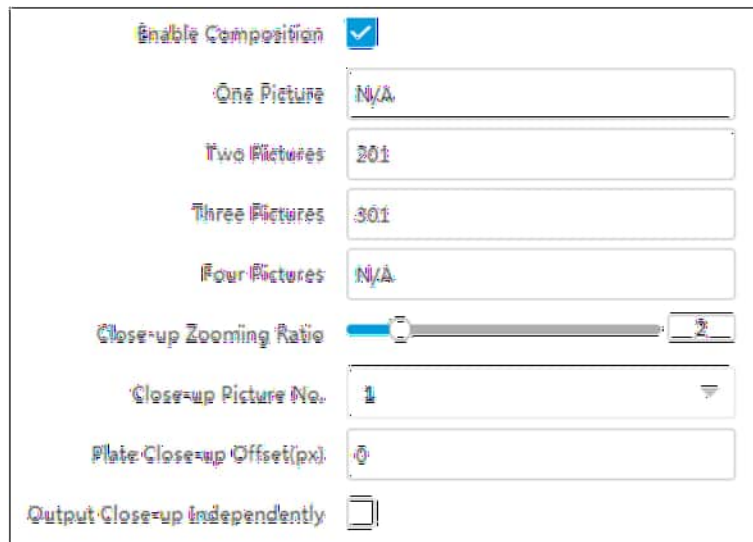 Enable Composition
One Picture N/A
Two Pictures 201
Three Pictures 301
Four Pictures N/A
Close-up Zooming Ratio 2
Close-up Picture No. 1
Plate Close-up Offset(px) 0
Output Close-up Independently